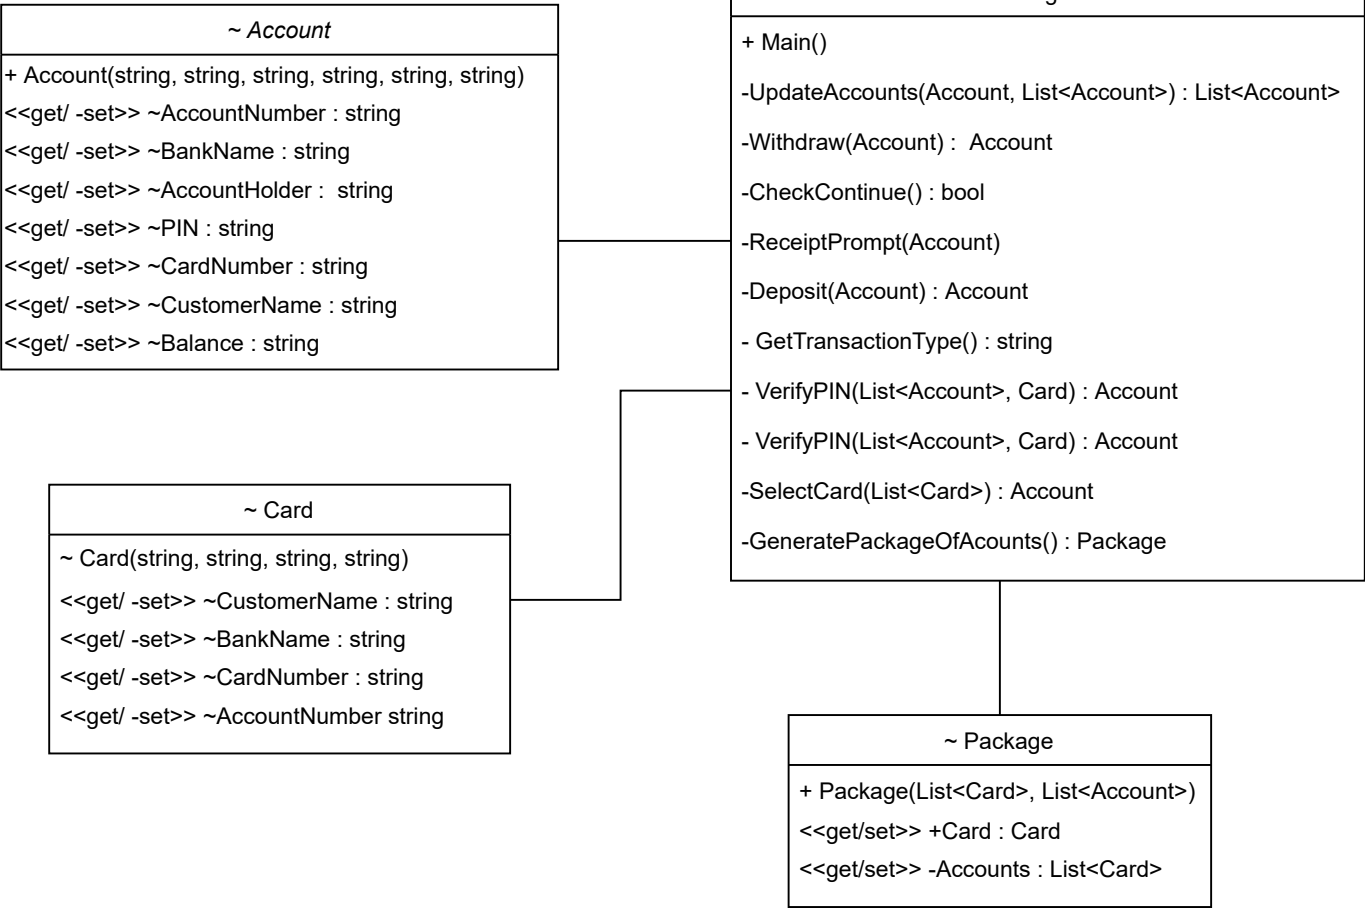 ~ Account
+ Account(string, string, string, string, string, string)
<<get/ -set>> ~AccountNumber : string
<<get/ -set>> ~BankName : string
<<get/ -set>> ~AccountHolder :  string
<<get/ -set>> ~PIN : string
<<get/ -set>> ~CardNumber : string
<<get/ -set>> ~CustomerName : string
<<get/ -set>> ~Balance : string
+ Main()
-UpdateAccounts(Account, List<Account>) : List<Account>
-Withdraw(Account) :  Account
-CheckContinue() : bool
-ReceiptPrompt(Account)
-Deposit(Account) : Account
- GetTransactionType() : string
- VerifyPIN(List<Account>, Card) : Account
- VerifyPIN(List<Account>, Card) : Account
-SelectCard(List<Card>) : Account
-GeneratePackageOfAcounts() : Package
~ Card
~ Card(string, string, string, string)
<<get/ -set>> ~CustomerName : string
<<get/ -set>> ~BankName : string
<<get/ -set>> ~CardNumber : string
<<get/ -set>> ~AccountNumber string
~ Package
+ Package(List<Card>, List<Account>)
<<get/set>> +Card : Card
<<get/set>> -Accounts : List<Card>